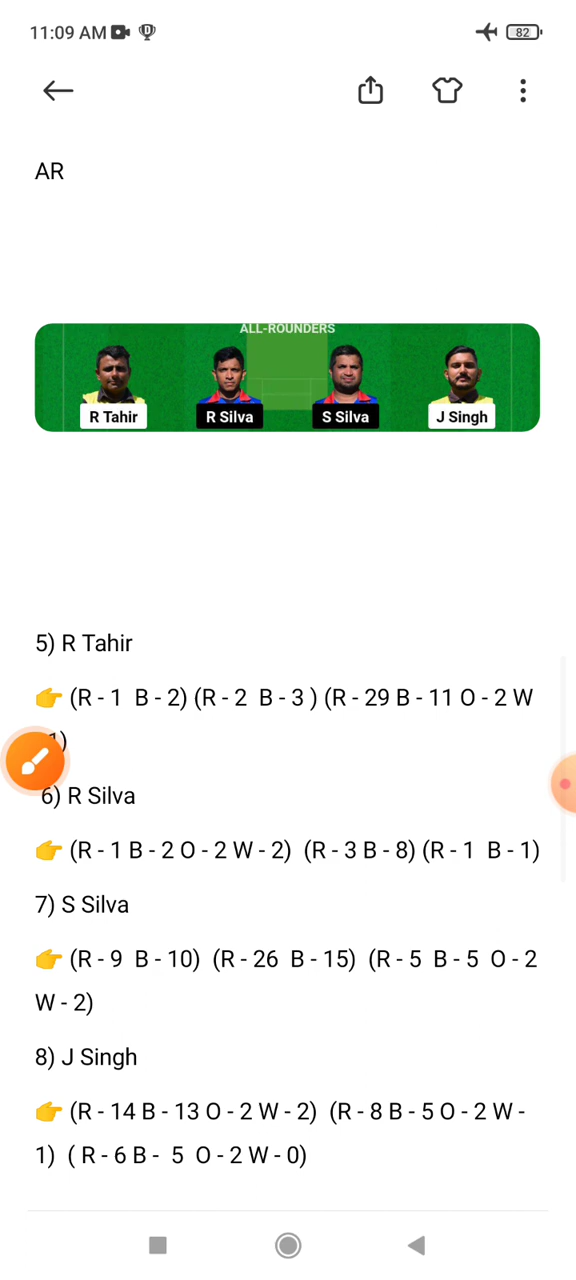 11:09 AM
82
AR
ALL-ROUNDERS
R Tahir R Silva S Silva J Singh
5) R Tahir
👉 (R - 1 B - 2) (R - 2 B - 3 ) (R - 29 B - 11 O - 2 W
)
6) R Silva
👉 (R - 1 B - 2 O - 2 W - 2) (R - 3 B - 8) (R - 1 B - 1)
7) S Silva
👉 (R - 9 B - 10) (R - 26 B - 15) (R - 5 B - 5 O - 2
W - 2)
8) J Singh
👉 (R - 14 B - 13 O - 2 W - 2) (R - 8 B - 5 O - 2 W -
1) ( R - 6 B - 5 O - 2 W - 0)